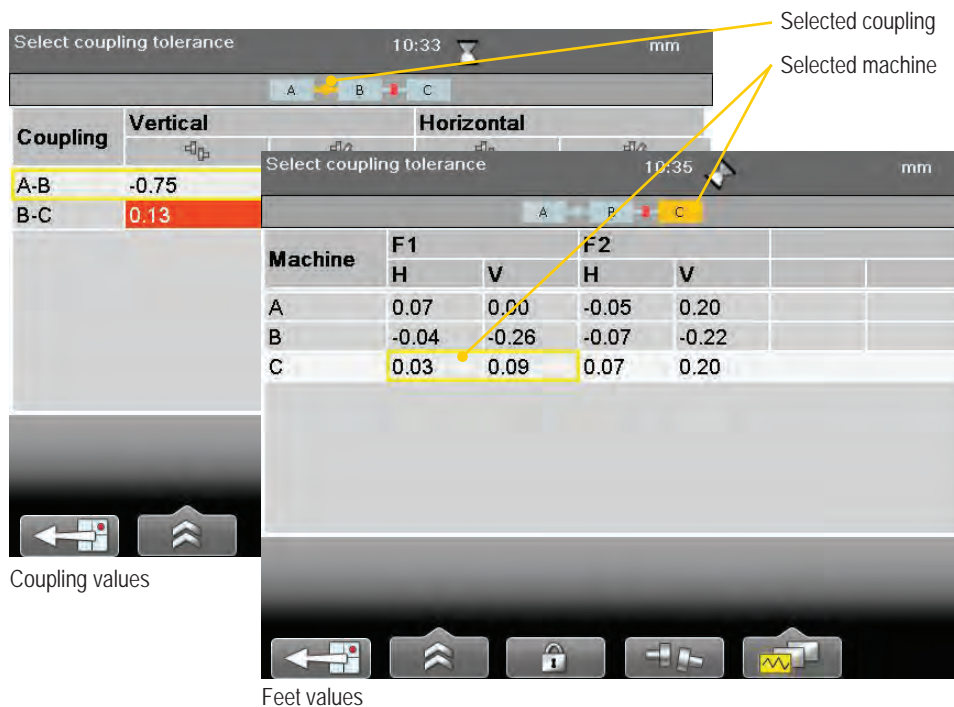 Selected coupling
Selected machine
Select coupling tolerance 10:33 mm
A B C
Coupling Vertical Horizontal
A-B -0.75
B-C 0.13
Coupling values
Select coupling tolerance 10:35 mm
A B C
Machine F1 F2
H V H V
A 0.07 0.00 -0.05 0.20
B -0.04 -0.26 -0.07 -0.22
C 0.03 0.09 0.07 0.20
Feet values